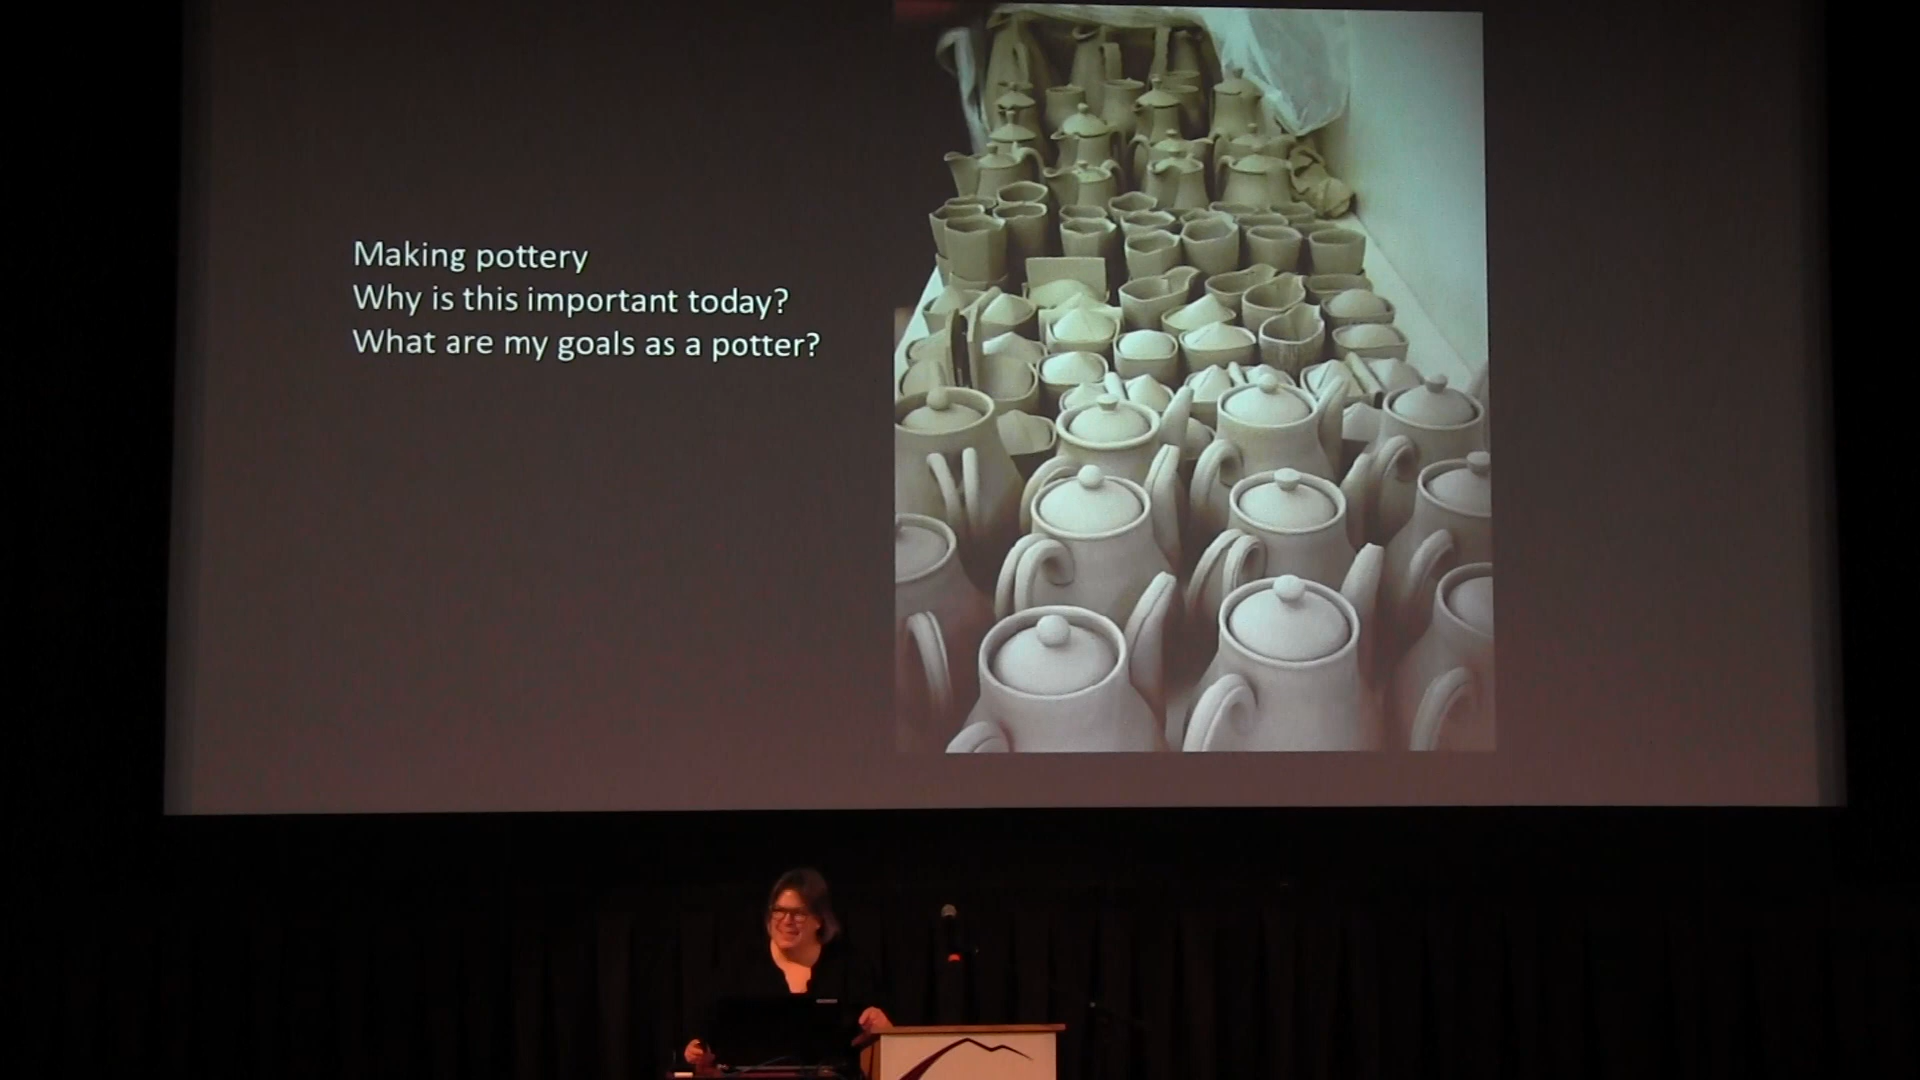 Making pottery
Why is this important today?
What are my goals as a potter?